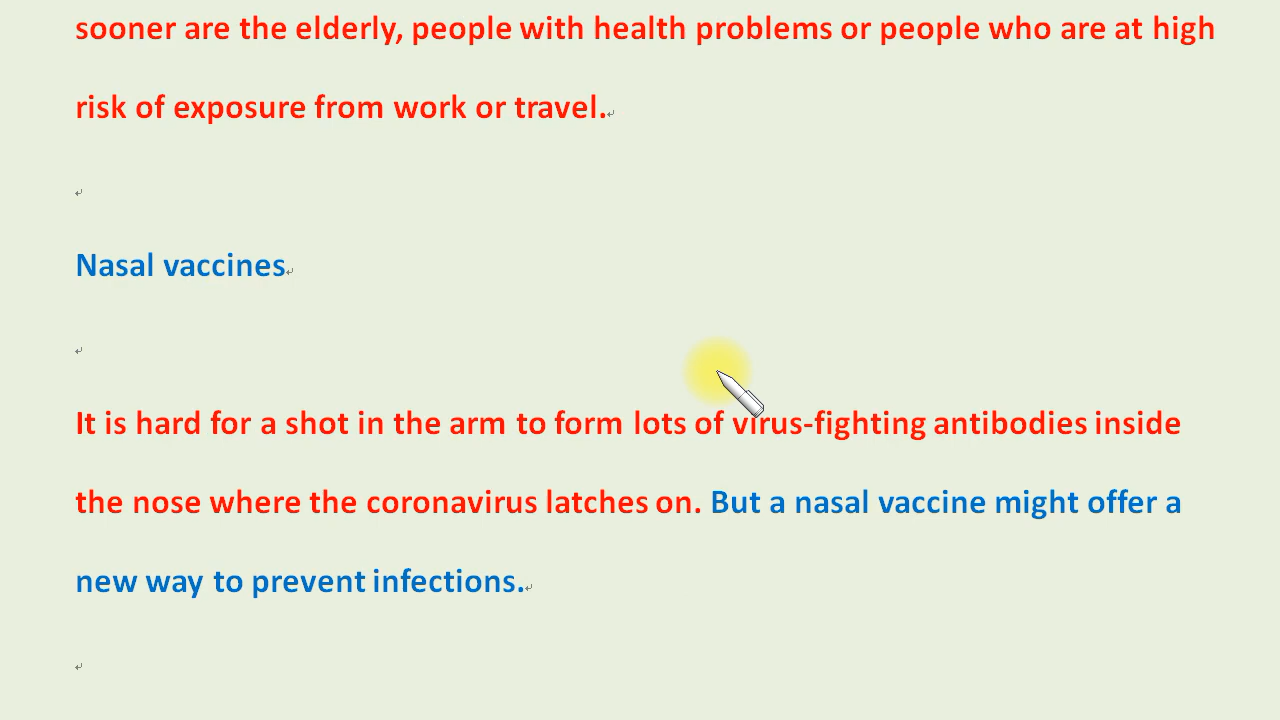 sooner are the elderly, people with health problems or people who are at high
risk of exposure from work or travel.
Nasal vaccines
It is hard for a shot in the arm to form lots of virus-fighting antibodies inside
the nose where the coronavirus latches on. But a nasal vaccine might offer a
new way to prevent infections.